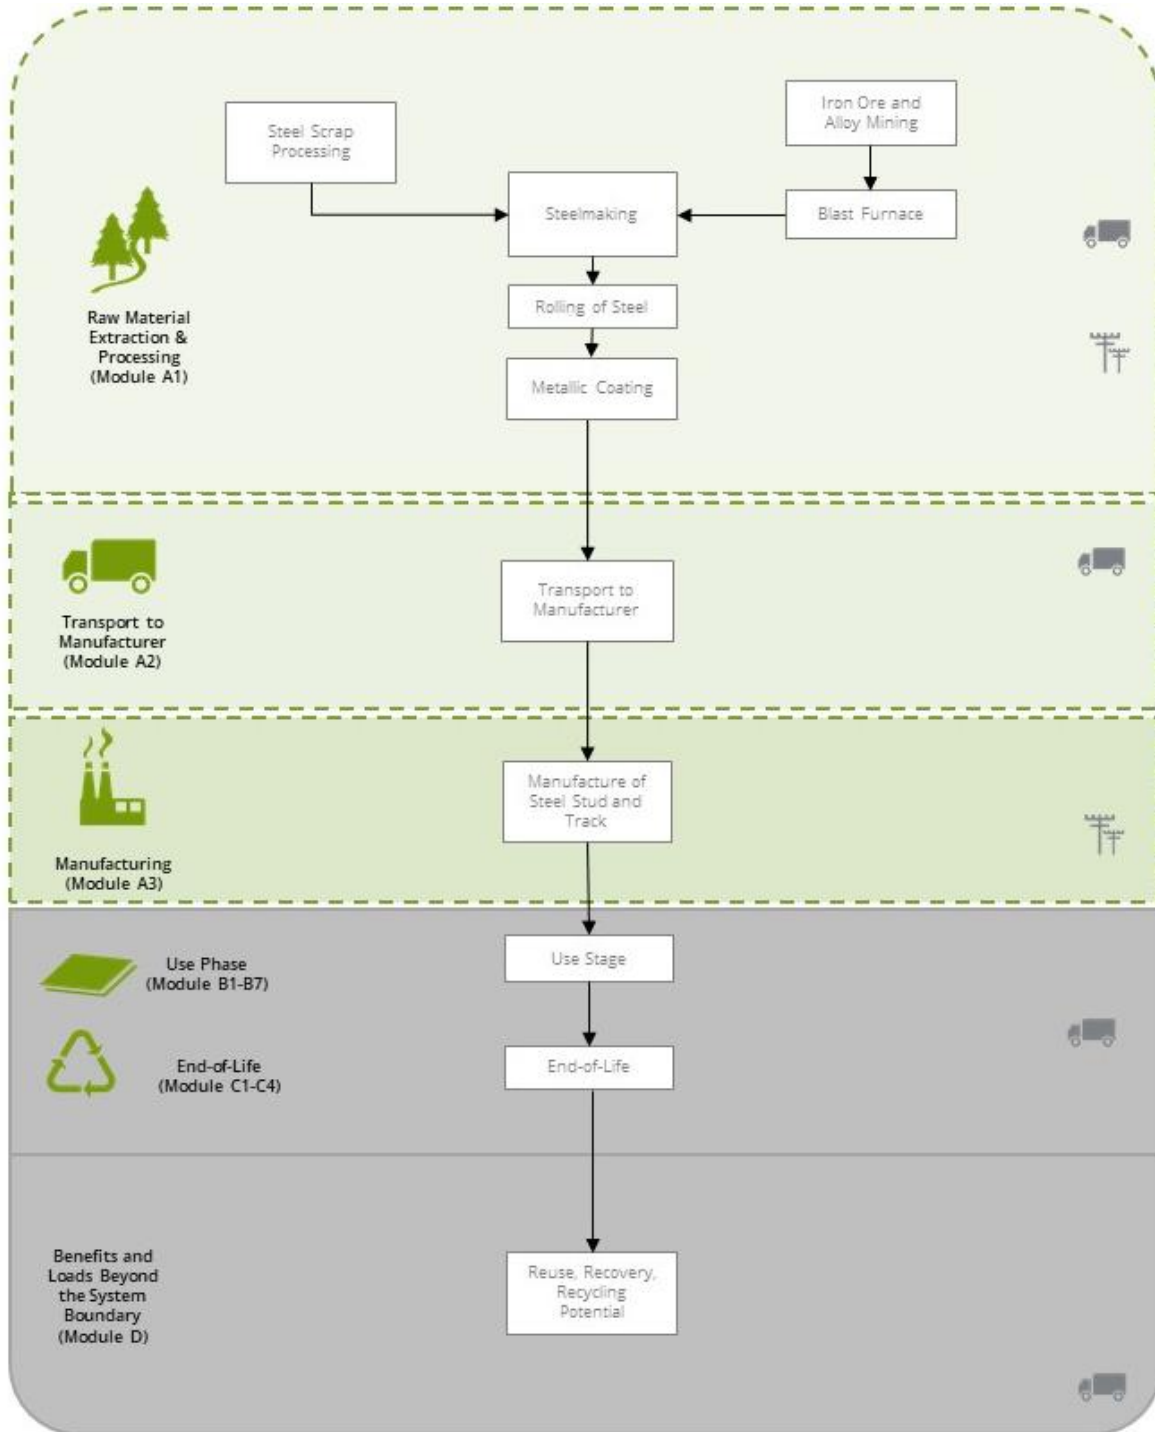 Iron Ore and
Alloy Mining
Steel Scrap
Processing
Steelmaking
Blast Furnace
Rolling of Steel
Metallic Coating
Raw Material
Extraction &
Processing
(Module A1)
Transport to
Manufacturer
Transport to
Manufacturer
(Module A2)
Manufacture of
Steel Stud and
Track
Manufacturing
(Module A3)
Use Phase
(Module B1-B7)
Use Stage
End-of-Life
(Module C1-C4)
End-of-Life
Benefits and
Loads Beyond
the System
Boundary
(Module D)
Reuse, Recovery,
Recycling
Potential